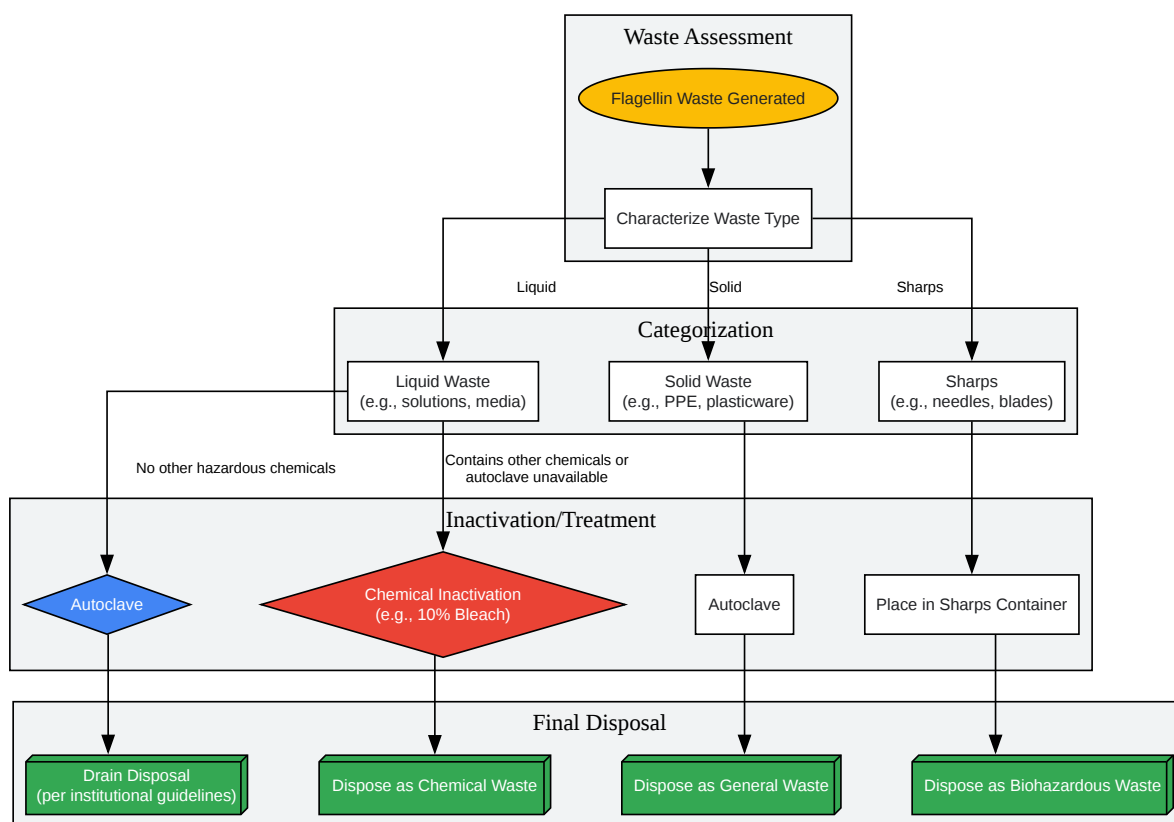 Waste Assessment
Flagellin Waste Generated
Characterize Waste Type
Liquid
Solid
Sharps
Categorization
Liquid Waste
(e.g., solutions, media)
Solid Waste
(e.g., PPE, plasticware)
Sharps
(e.g., needles, blades)
No other hazardous chemicals
Contains other chemicals or
autoclave unavailable
Inactivation/Treatment
Autoclave
Chemical Inactivation
(e.g., 10% Bleach)
Autoclave
Place in Sharps Container
Final Disposal
Drain Disposal
(per institutional guidelines)
Dispose as Chemical Waste
Dispose as General Waste
Dispose as Biohazardous Waste